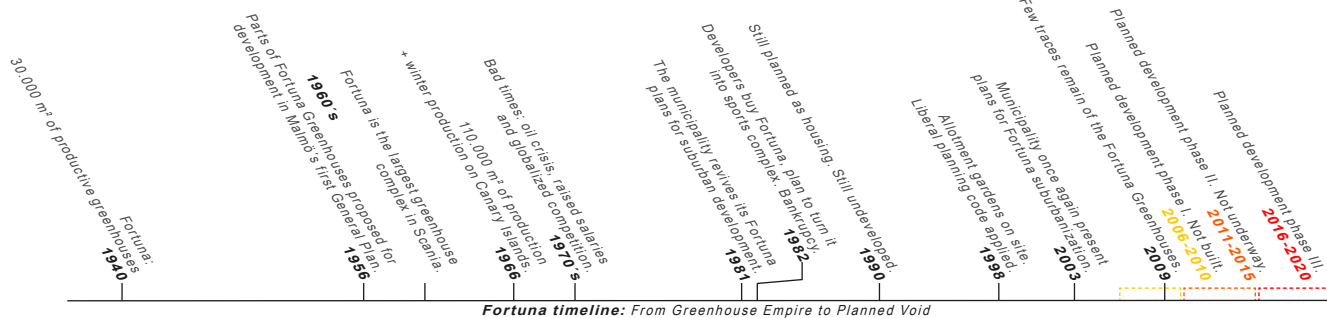 30.000 m² of productive greenhouses
Fortuna:
1940
Parts of Fortuna Greenhouses proposed for
development in Malmö's first General Plan.
1956
1960's
Fortuna is the largest greenhouse
complex in Scania.
+ winter production on Canary Islands.
110.000 m² of production
1966
Bad times: oil crisis, raised salaries
and globalized competition.
1970's
The municipality revives its Fortuna
plans for suburban development.
1981
Developers buy Fortuna, plan to turn it
into sports complex. Bankrupcy.
1982
Still planned as housing. Still undeveloped.
1990
Allotment gardens on site.
Liberal planning code applied.
1998
Municipality once again present
plans for Fortuna suburbanization.
2003
Few traces remain of the Fortuna Greenhouses.
2009
Planned development phase I. Not built.
2006-2010
Planned development phase II. Not underway.
2011-2015
Planned development phase III.
2016-2020
Fortuna timeline: From Greenhouse Empire to Planned Void